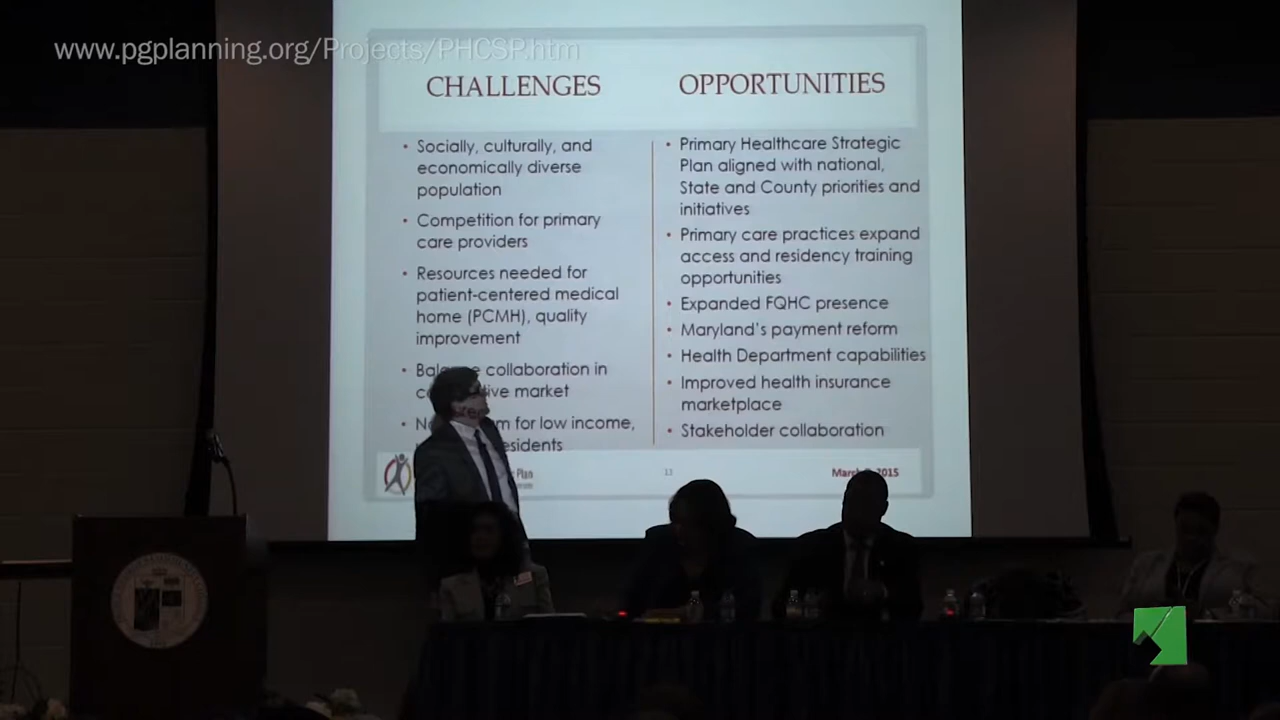 www.pgplanning.org/Projects/PHCSP.htm
CHALLENGES
• Socially, culturally, and
economically diverse
population
• Competition for primary
care providers
• Resources needed for
patient-centered medical
home (PCMH), quality
improvement
• collaboration in
market
• for low income,
OPPORTUNITIES
• Primary Healthcare Strategic
Plan aligned with national,
State and County priorities and
initiatives
• Primary care practices expand
access and residency training
opportunities
• Expanded FQHC presence
• Maryland's payment reform
• Health Department capabilities
• Improved health insurance
marketplace
• Stakeholder collaboration
Plan
13
2015